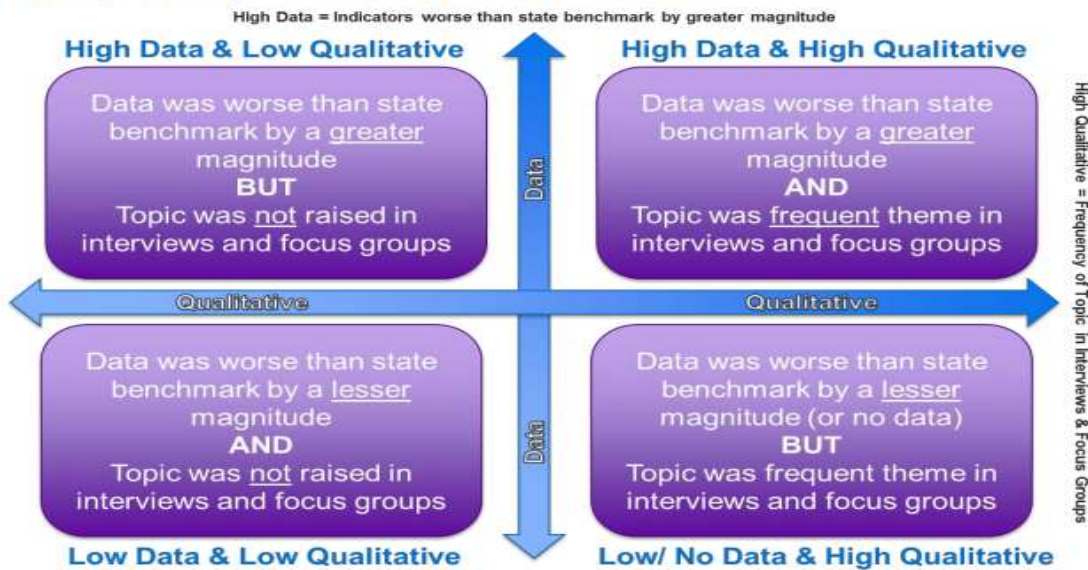 High Data = Indicators worse than state benchmark by greater magnitude
High Data & Low Qualitative
High Data & High Qualitative
Data was worse than state
benchmark by a greater
magnitude
BUT
Topic was not raised in
interviews and focus groups
Data
Data was worse than state
benchmark by a greater
magnitude
AND
Topic was frequent theme in
interviews and focus groups
High Qualitative = Frequency of Topic in Interviews & Focus Groups
Qualitative
Qualitative
Data was worse than state
benchmark by a lesser
magnitude
AND
Topic was not raised in
interviews and focus groups
Data
Data was worse than state
benchmark by a lesser
magnitude (or no data)
BUT
Topic was frequent theme in
interviews and focus groups
Low Data & Low Qualitative
Low/ No Data & High Qualitative